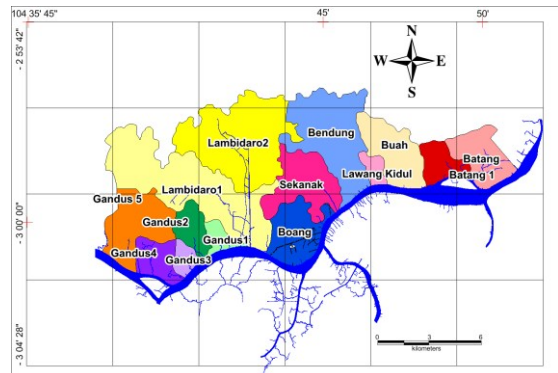 104 35' 45"
45'
50'
- 2 53' 42"
N
W
E
S
Bendung
Buah
Lambidaro2
Batang
Lawang Kidul
Batang 1
Sekanak
Lambidaro1
Gandus 5
Gandus2
- 3 00' 00"
Gandus1
Boang
Gandus4
Gandus3
- 3 04' 28"
0
3
6
kilometers